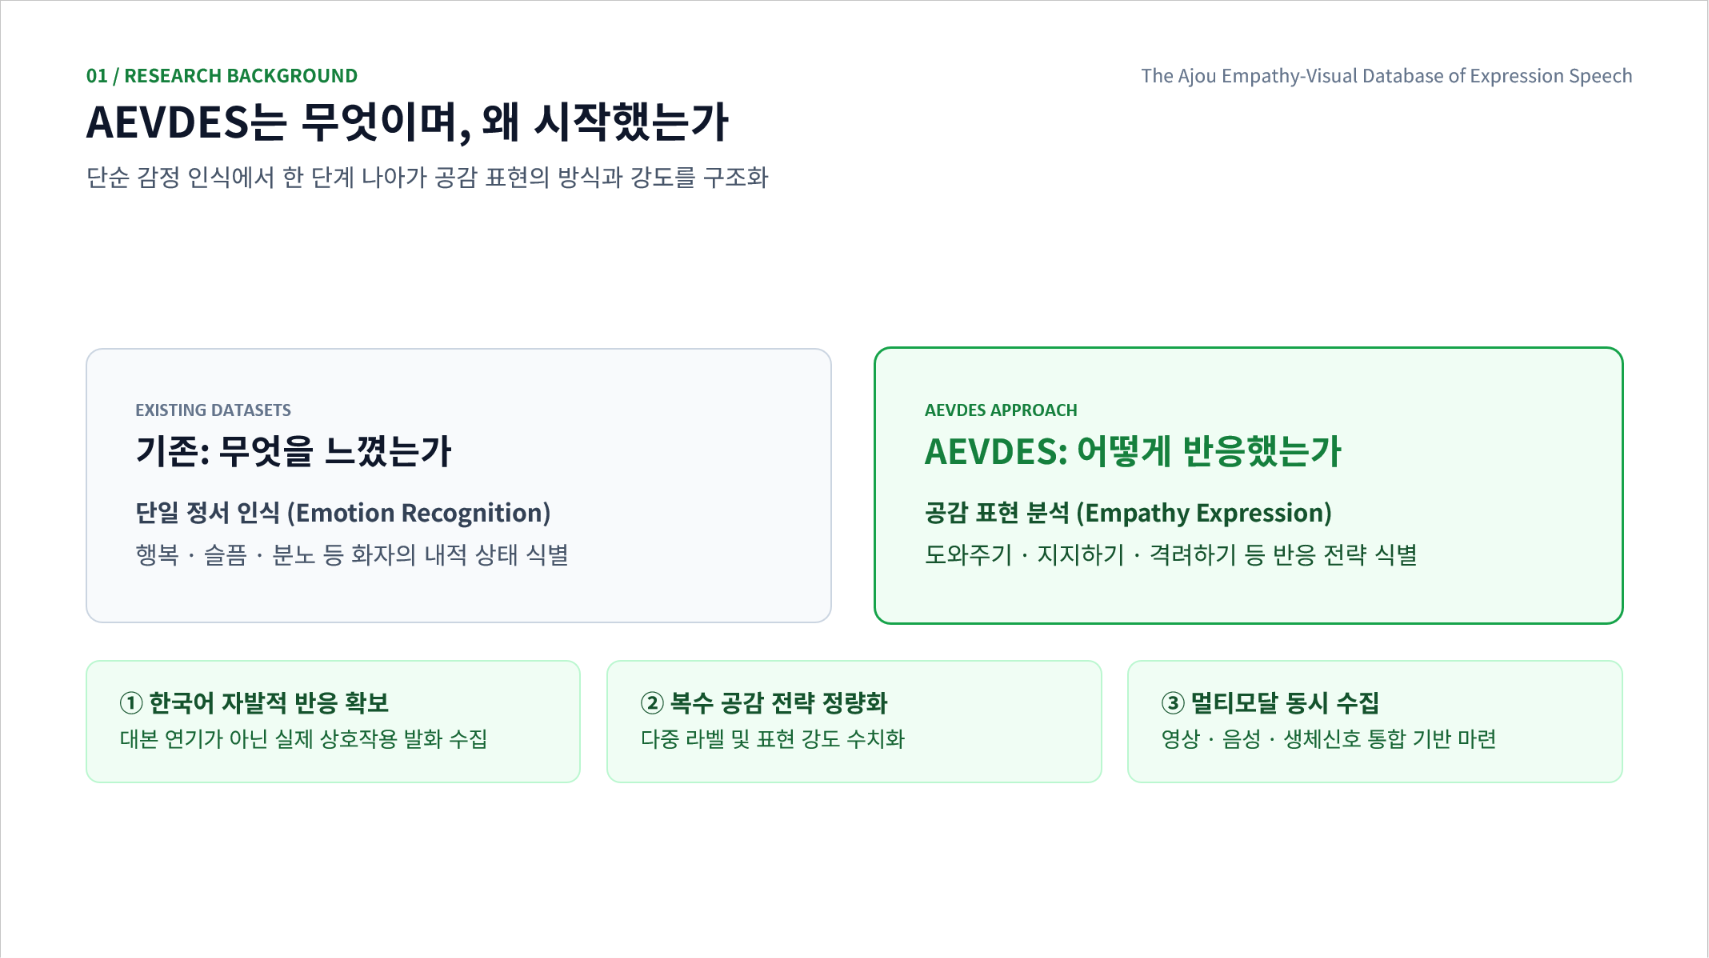 01 / RESEARCH BACKGROUND
The Ajou Empathy-Visual Database of Expression Speech
AEVDES는 무엇이며, 왜 시작했는가
단순 감정 인식에서 한 단계 나아가 공감 표현의 방식과 강도를 구조화
EXISTING DATASETS
기존: 무엇을 느꼈는가
단일 정서 인식 (Emotion Recognition)
행복 · 슬픔 · 분노 등 화자의 내적 상태 식별
AEVDES APPROACH
AEVDES: 어떻게 반응했는가
공감 표현 분석 (Empathy Expression)
도와주기 · 지지하기 · 격려하기 등 반응 전략 식별
① 한국어 자발적 반응 확보
대본 연기가 아닌 실제 상호작용 발화 수집
② 복수 공감 전략 정량화
다중 라벨 및 표현 강도 수치화
③ 멀티모달 동시 수집
영상 · 음성 · 생체신호 통합 기반 마련